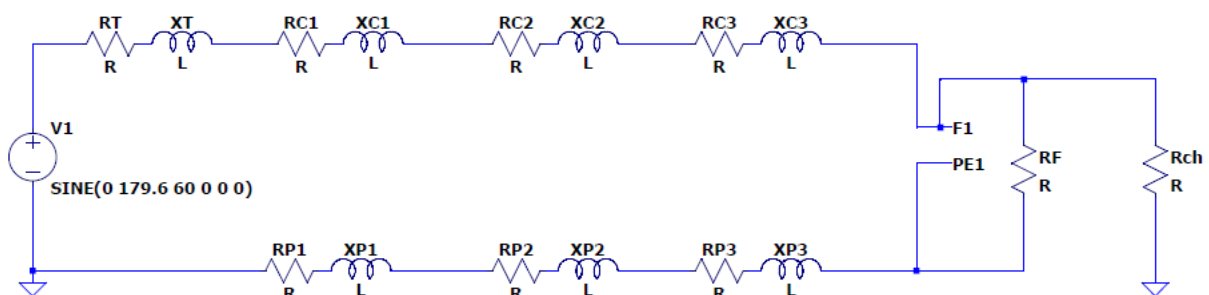 RT XT RC1 XC1 RC2 XC2 RC3 XC3
R L R L R L R L
V1
F1
RF
Rch
PE1
R
R
SINE(0 179.6 60 0 0 0)
RP1 XP1 RP2 XP2 RP3 XP3
R L R L R L